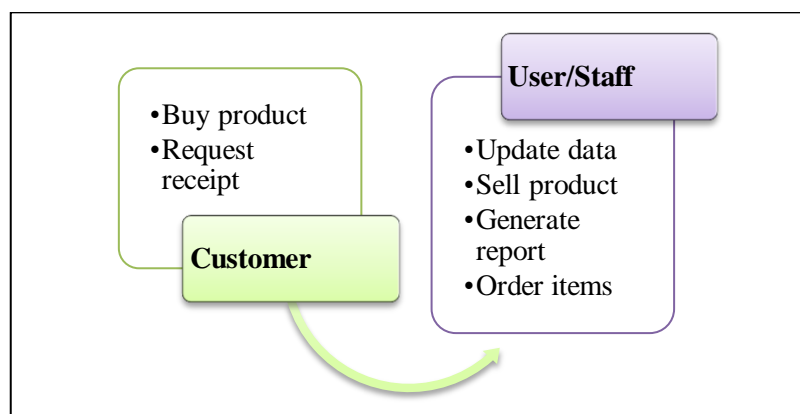 •Buy product
•Request
receipt
Customer
User/Staff
•Update data
•Sell product
•Generate
report
•Order items